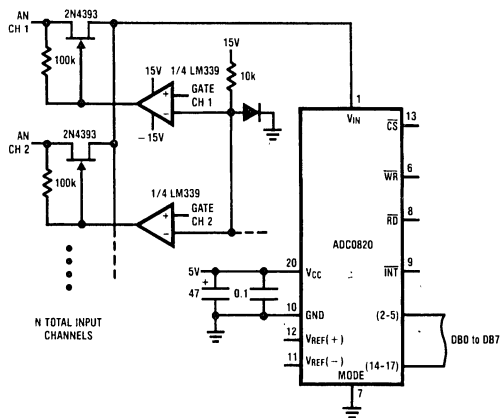 AN
CH 1
2N4393
100k
15V
1/4 LM339
+
−
GATE
CH 1
−15V
15V
10k
AN
CH 2
2N4393
100k
1/4 LM339
+
−
GATE
CH 2
N TOTAL INPUT
CHANNELS
1
VIN
CS
13
WR
6
RD
8
ADC0820
INT
9
5V
20
VCC
+
47
0.1
10
GND
12
VREF(+)
11
VREF(−)
(2-5)
(14-17)
DB0 to DB7
MODE
7